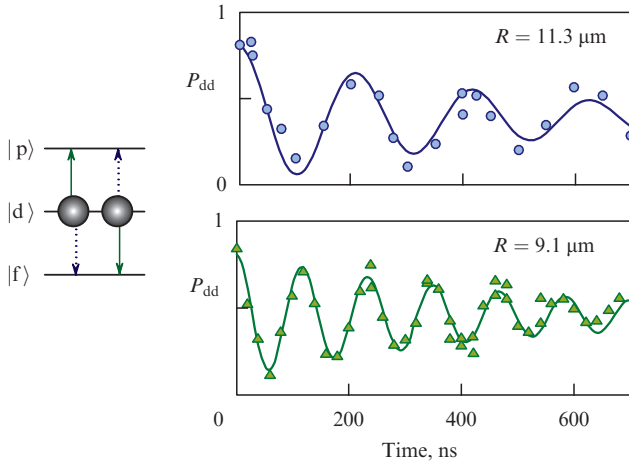 |p⟩
|d⟩
|f⟩
1
R = 11.3 μm
P_dd
0
1
R = 9.1 μm
P_dd
0 200 400 600
Time, ns